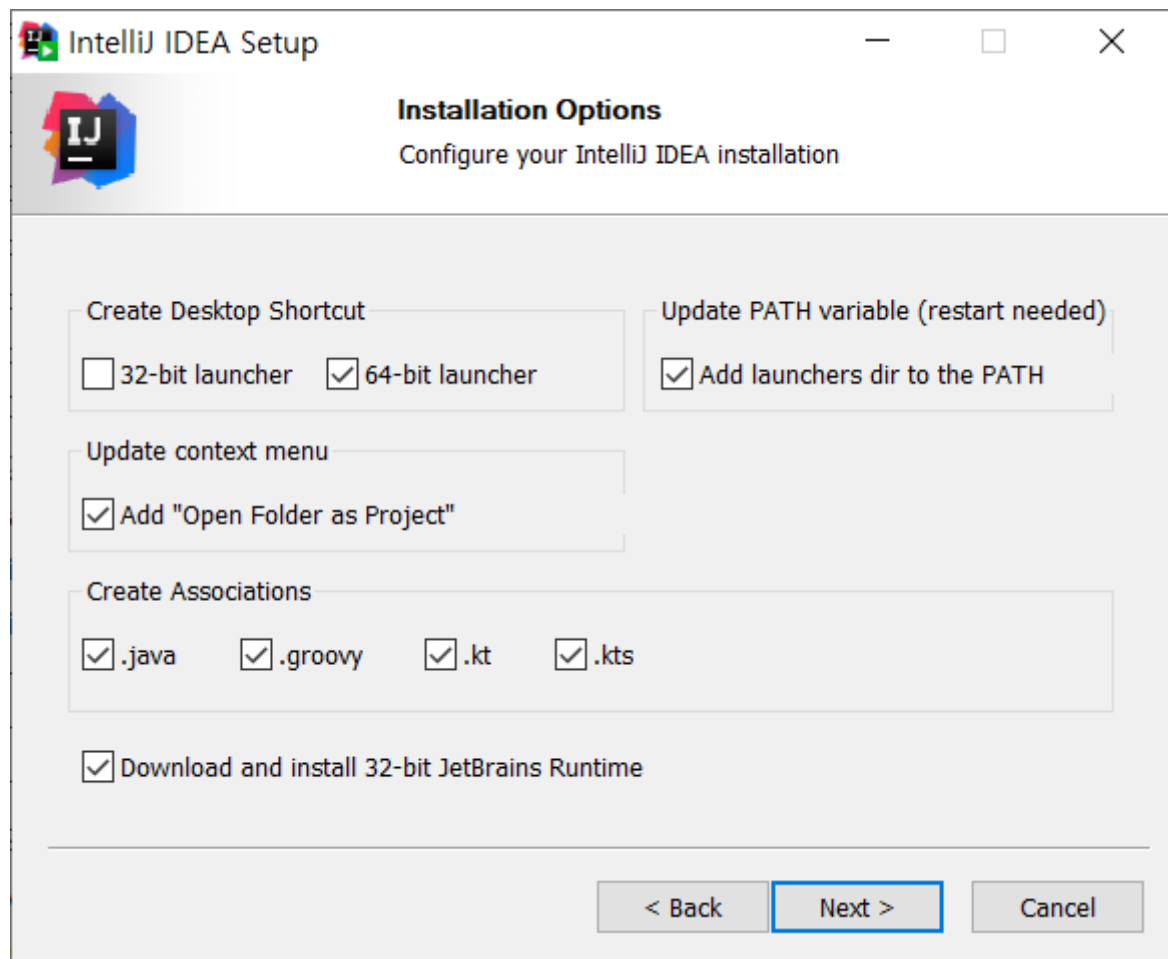 IntelliJ IDEA Setup
IJ
Installation Options
Configure your IntelliJ IDEA installation
Create Desktop Shortcut
32-bit launcher 64-bit launcher
Update PATH variable (restart needed)
Add launchers dir to the PATH
Update context menu
Add "Open Folder as Project"
Create Associations
.java .groovy .kt .kts
Download and install 32-bit JetBrains Runtime
< Back Next > Cancel